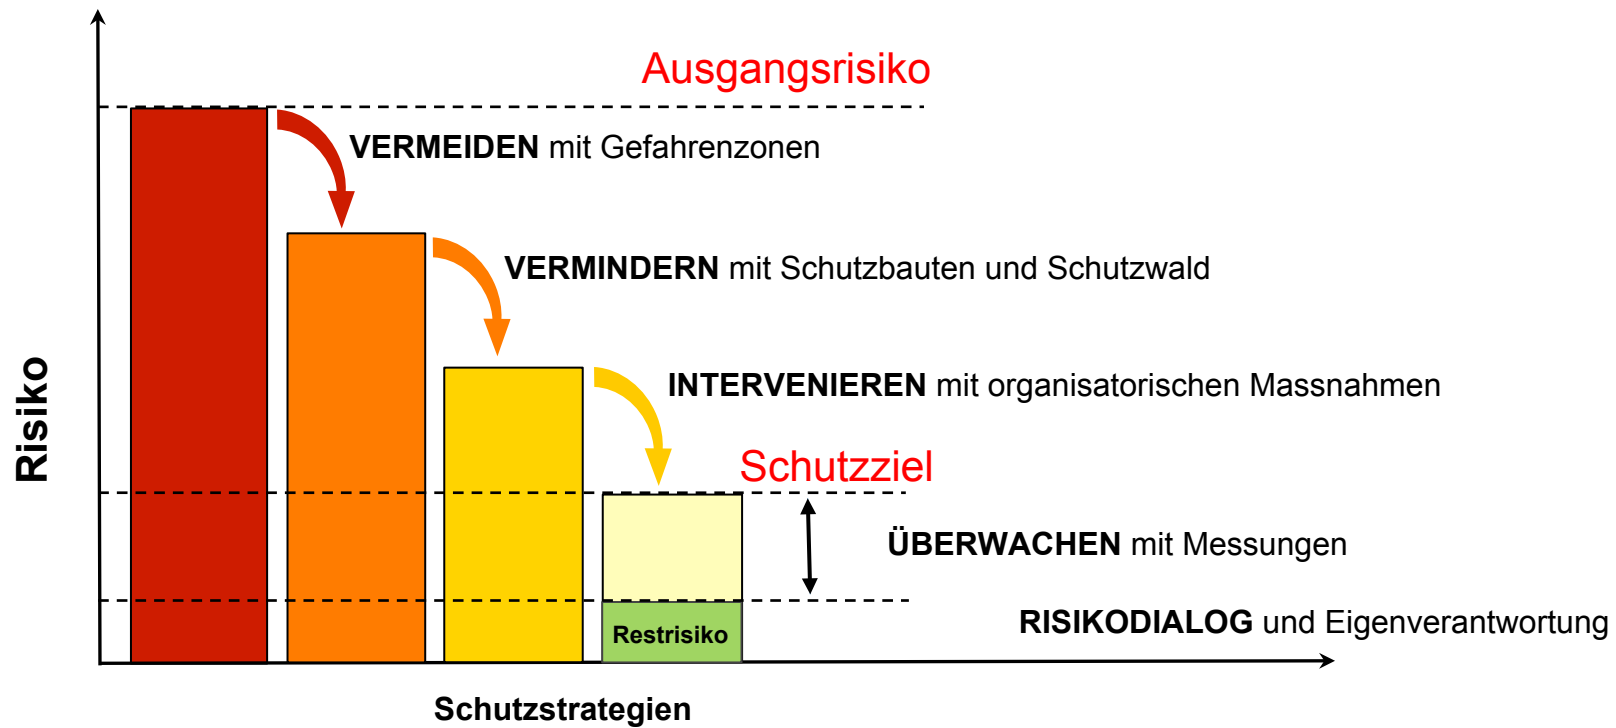 Ausgangsrisiko
VERMEIDEN mit Gefahrenzonen
VERMINDERN mit Schutzbauten und Schutzwald
INTERVENIEREN mit organisatorischen Massnahmen
Risiko
Schutzziel
ÜBERWACHEN mit Messungen
RISIKODIALOG und Eigenverantwortung
Restrisiko
Schutzstrategien